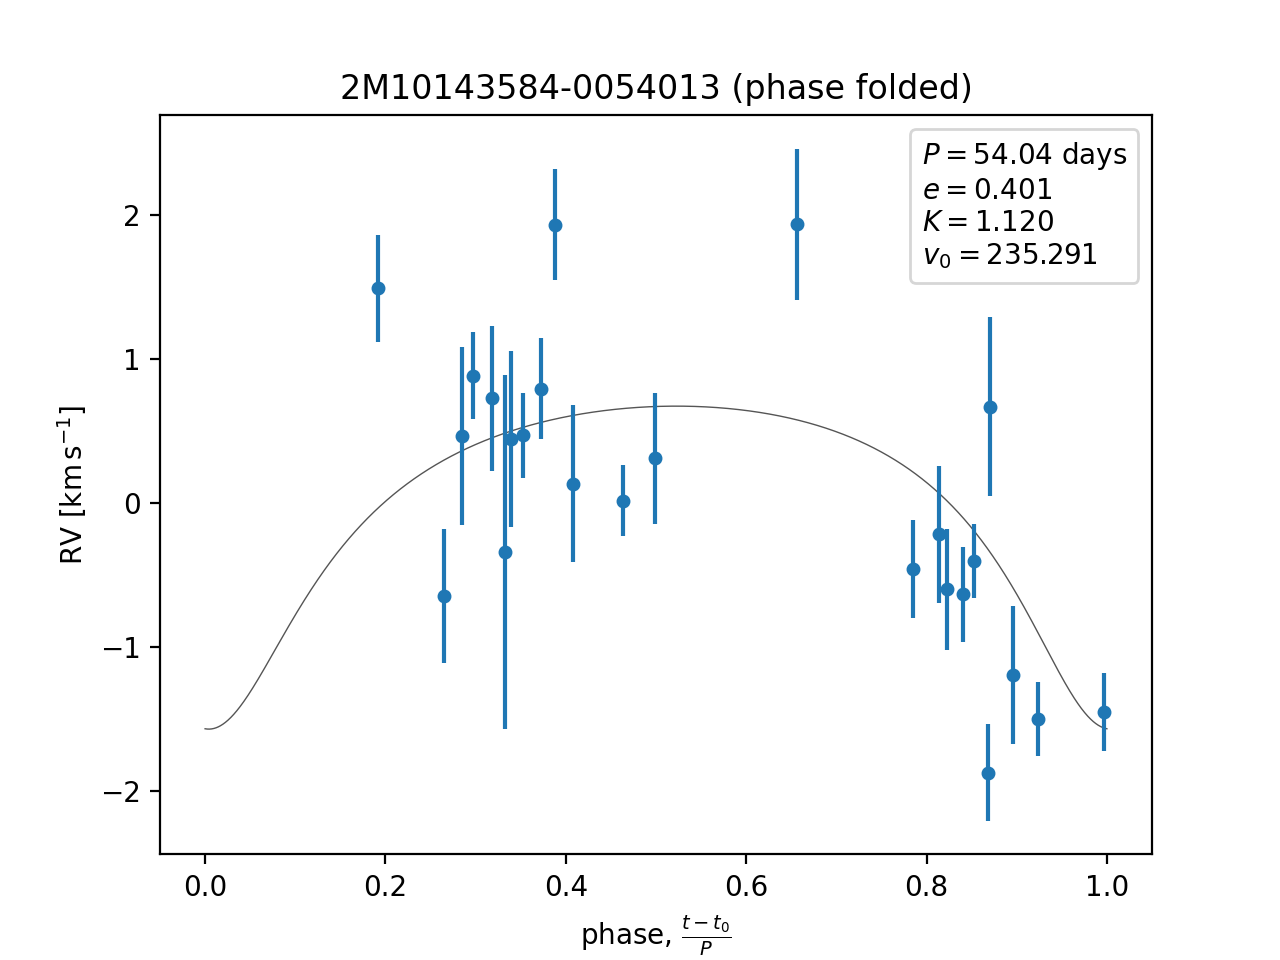 2M10143584-0054013 (phase folded)
P = 54.04 days
e = 0.401
K = 1.120
v₀ = 235.291
2
1
0
−1
−2
RV [km s⁻¹]
0.0 0.2 0.4 0.6 0.8 1.0
phase, (t − t₀)/P